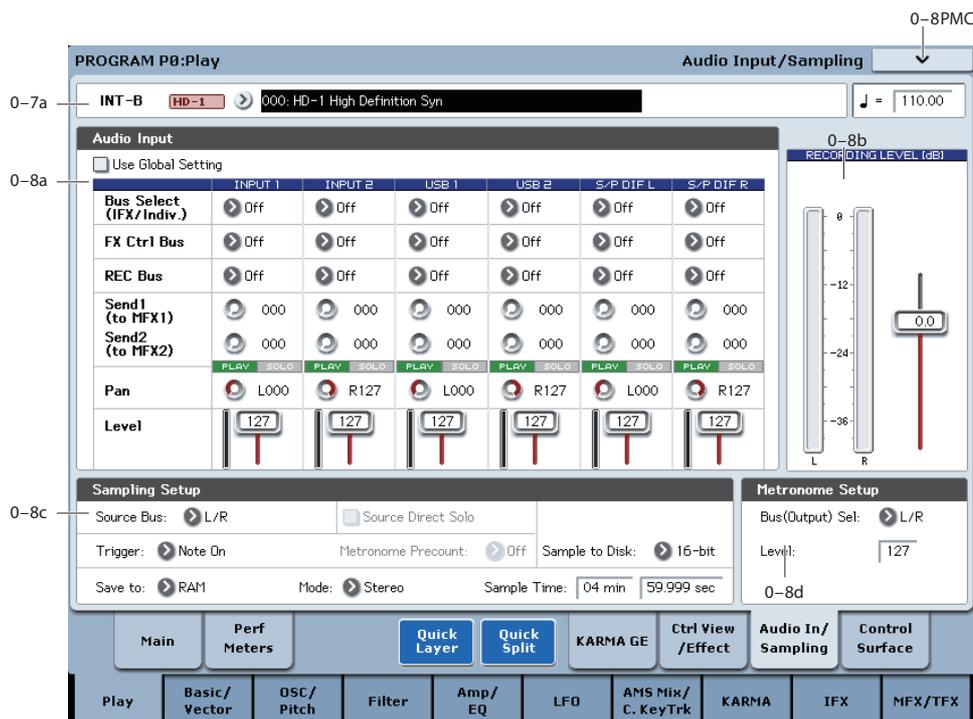 0–8PMC
PROGRAM P0:Play Audio Input/Sampling
0–7a
INT-B HD-1 000: HD-1 High Definition Syn ♩ = 110.00
Audio Input
0–8b
Use Global Setting
RECORDING LEVEL (dB)
0–8a
INPUT 1 INPUT 2 USB 1 USB 2 S/P DIF L S/P DIF R
Bus Select (IFX/Indiv.) Off Off Off Off Off Off
FX Ctrl Bus Off Off Off Off Off Off
REC Bus Off Off Off Off Off Off
Send1 (to MFX1) 000 000 000 000 000 000
Send2 (to MFX2) 000 000 000 000 000 000
PLAY SOLO PLAY SOLO PLAY SOLO PLAY SOLO PLAY SOLO PLAY SOLO
Pan L000 R127 L000 R127 L000 R127
Level 127 127 127 127 127 127
0
-12
0.0
-24
-36
L R
Sampling Setup
Metronome Setup
0–8c
Source Bus: L/R Source Direct Solo
Bus(Output) Sel: L/R
Trigger: Note On Metronome Precount: Off Sample to Disk: 16-bit
Level: 127
Save to: RAM Mode: Stereo Sample Time: 04 min 59.999 sec
0–8d
Main
Perf Meters
Quick Layer
Quick Split
KARMA GE
Ctrl View /Effect
Audio In/ Sampling
Control Surface
Play
Basic/ Vector
OSC/ Pitch
Filter
Amp/ EQ
LFO
AMS Mix/ C. KeyTrk
KARMA
IFX
MFX/TFX